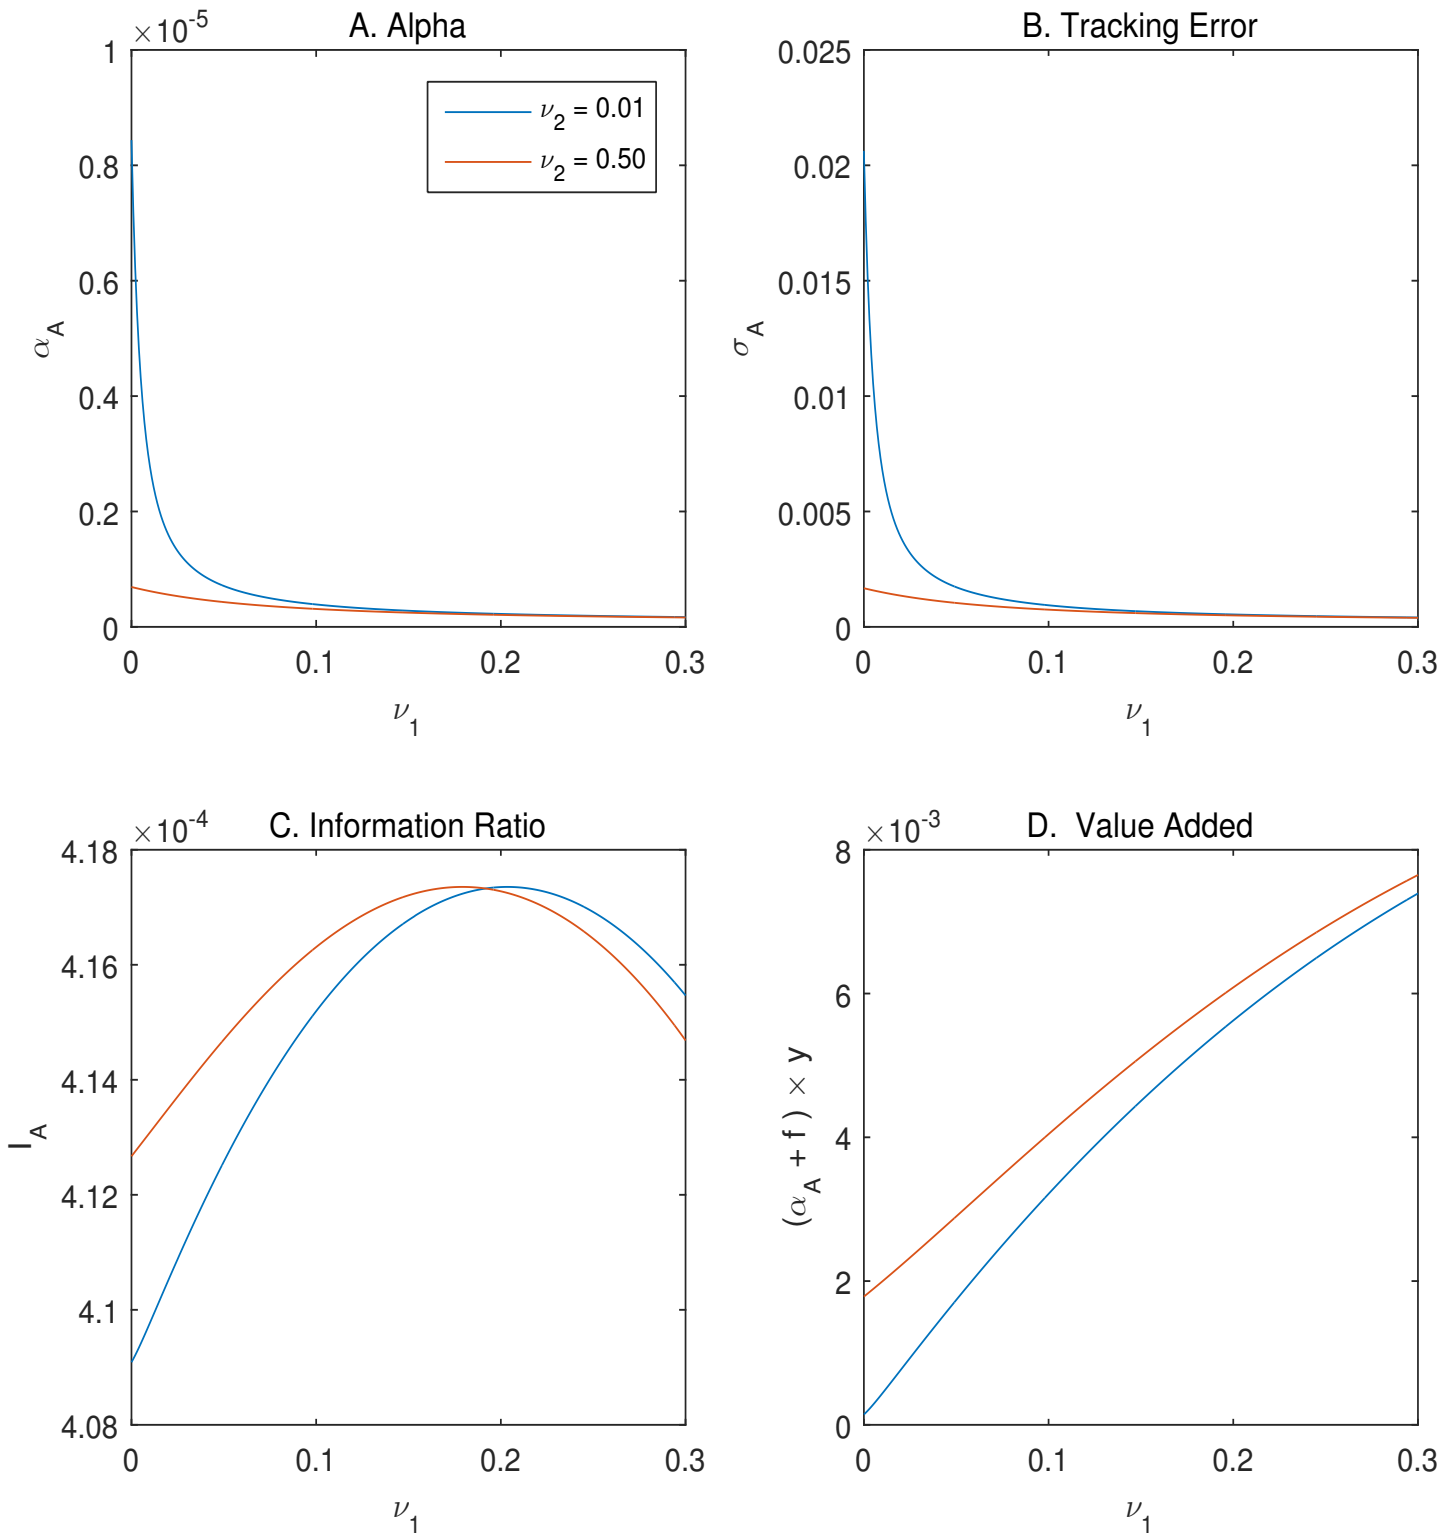 A. Alpha
×10⁻⁵
1
0.8
0.6
0.4
0.2
0
α_A
ν₂ = 0.01
ν₂ = 0.50
0 0.1 0.2 0.3
ν₁
B. Tracking Error
0.025
0.02
0.015
0.01
0.005
0
σ_A
0 0.1 0.2 0.3
ν₁
C. Information Ratio
×10⁻⁴
4.18
4.16
4.14
4.12
4.1
4.08
I_A
0 0.1 0.2 0.3
ν₁
D. Value Added
×10⁻³
8
6
4
2
0
(α_A + f ) × y
0 0.1 0.2 0.3
ν₁